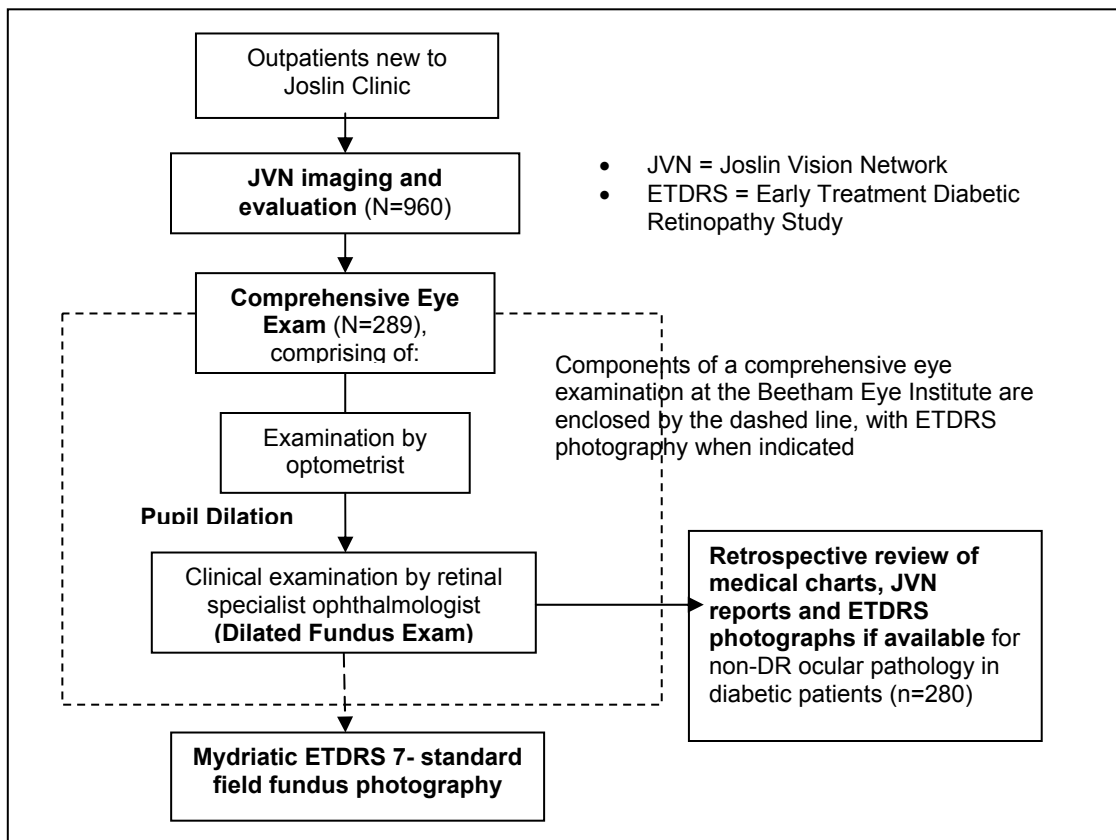 Outpatients new to
Joslin Clinic
JVN imaging and
evaluation (N=960)
• JVN = Joslin Vision Network
• ETDRS = Early Treatment Diabetic
Retinopathy Study
Comprehensive Eye
Exam (N=289),
comprising of:
Components of a comprehensive eye
examination at the Beetham Eye Institute are
enclosed by the dashed line, with ETDRS
photography when indicated
Examination by
optometrist
Pupil Dilation
Clinical examination by retinal
specialist ophthalmologist
(Dilated Fundus Exam)
Retrospective review of
medical charts, JVN
reports and ETDRS
photographs if available for
non-DR ocular pathology in
diabetic patients (n=280)
Mydriatic ETDRS 7- standard
field fundus photography